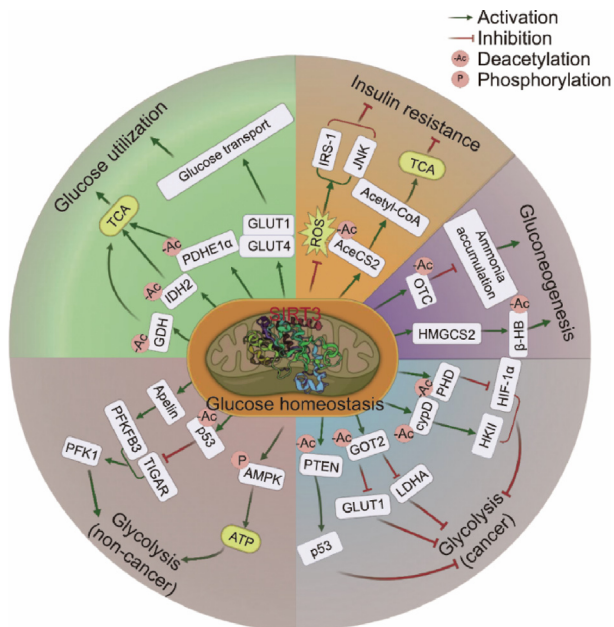 Activation
Inhibition
-Ac Deacetylation
P Phosphorylation
Glucose utilization
Glucose transport
TCA
GLUT1
GLUT4
-Ac
PDHE1α
-Ac
IDH2
-Ac
GDH
Insulin resistance
IRS-1
JNK
TCA
Acetyl-CoA
ROS
-Ac
AceCS2
Gluconeogenesis
Ammonia
accumulation
-Ac
OTC
-Ac
HMGCS2
β-HB
SIRT3
Glucose homeostasis
Apelin
-Ac
p53
PFKFB3
TIGAR
PFK1
P
AMPK
ATP
Glycolysis
(non-cancer)
-Ac
PHD
HIF-1α
-Ac
cypD
HKII
-Ac
GOT2
-Ac
PTEN
LDHA
GLUT1
p53
Glycolysis
(cancer)